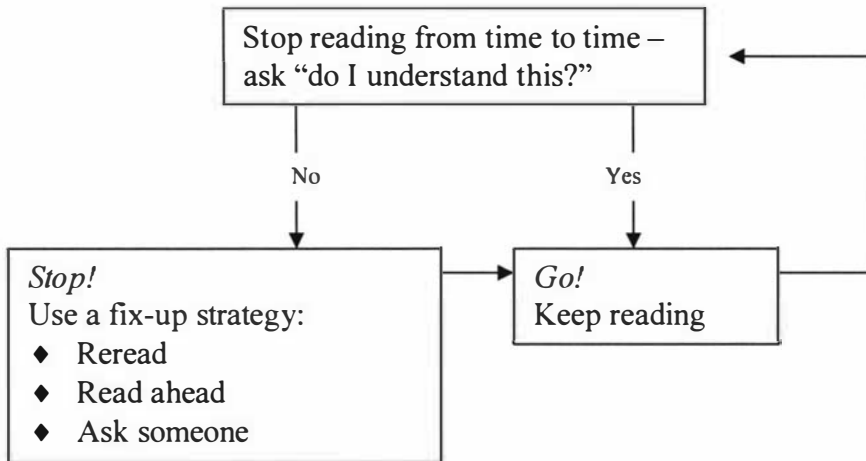 Stop reading from time to time –
ask “do I understand this?”
No
Yes
Stop!
Use a fix-up strategy:
♦ Reread
♦ Read ahead
♦ Ask someone
Go!
Keep reading